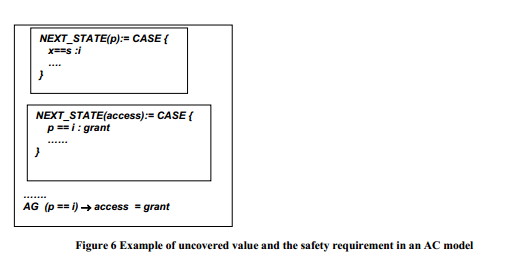 NEXT_STATE(p):= CASE {
x==s :i
....
}
NEXT_STATE(access):= CASE {
p == i : grant
......
}
.......
AG (p == i) → access = grant
Figure 6 Example of uncovered value and the safety requirement in an AC model